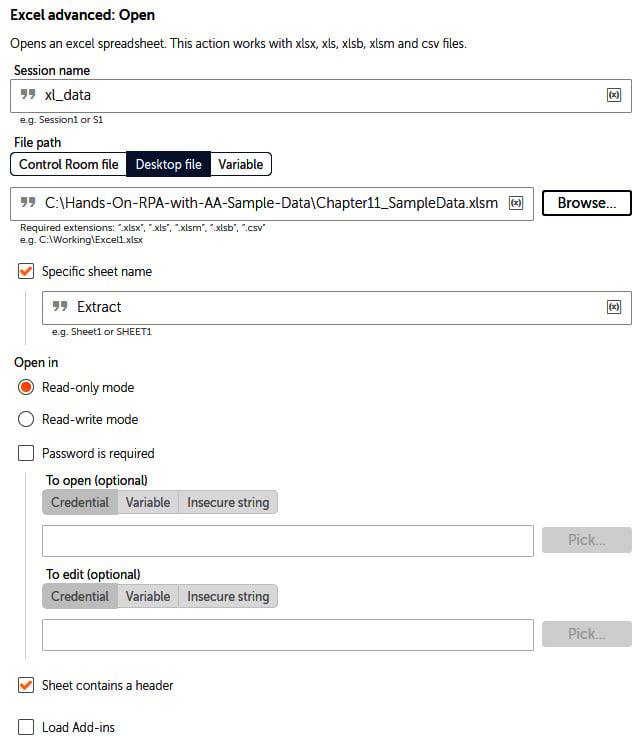 Excel advanced: Open
Opens an excel spreadsheet. This action works with xlsx, xls, xlsb, xlsm and csv files.
Session name
xl_data (x)
e.g. Session1 or S1
File path
Control Room file Desktop file Variable
C:\Hands-On-RPA-with-AA-Sample-Data\Chapter11_SampleData.xlsm (x) Browse...
Required extensions: ".xlsx", ".xls", ".xlsm", ".xlsb", ".csv"
e.g. C:\Working\Excel1.xlsx
Specific sheet name
Extract (x)
e.g. Sheet1 or SHEET1
Open in
Read-only mode
Read-write mode
Password is required
To open (optional)
Credential Variable Insecure string
Pick...
To edit (optional)
Credential Variable Insecure string
Pick...
Sheet contains a header
Load Add-ins